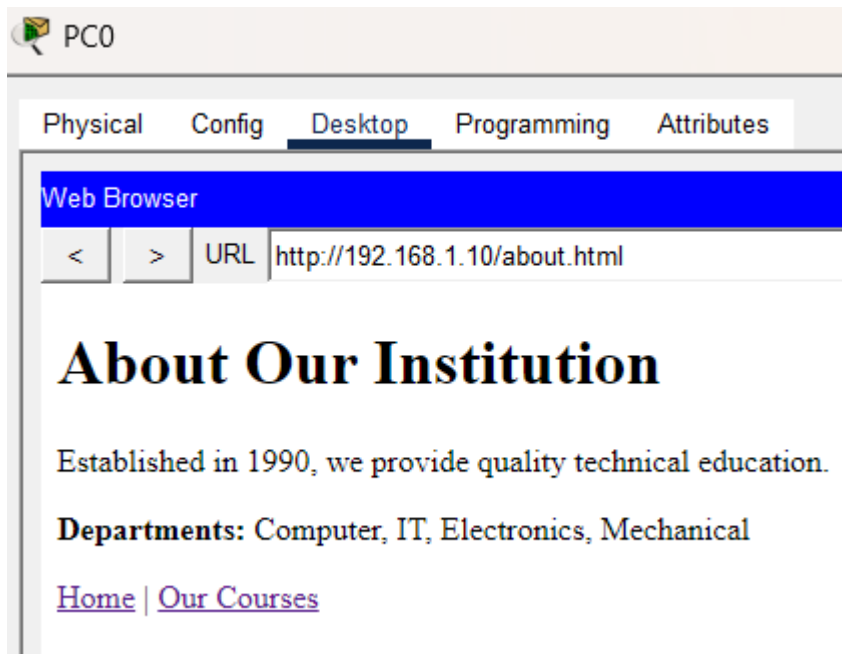 PC0
Physical Config Desktop Programming Attributes
Web Browser
< > URL http://192.168.1.10/about.html
About Our Institution
Established in 1990, we provide quality technical education.
Departments: Computer, IT, Electronics, Mechanical
Home | Our Courses